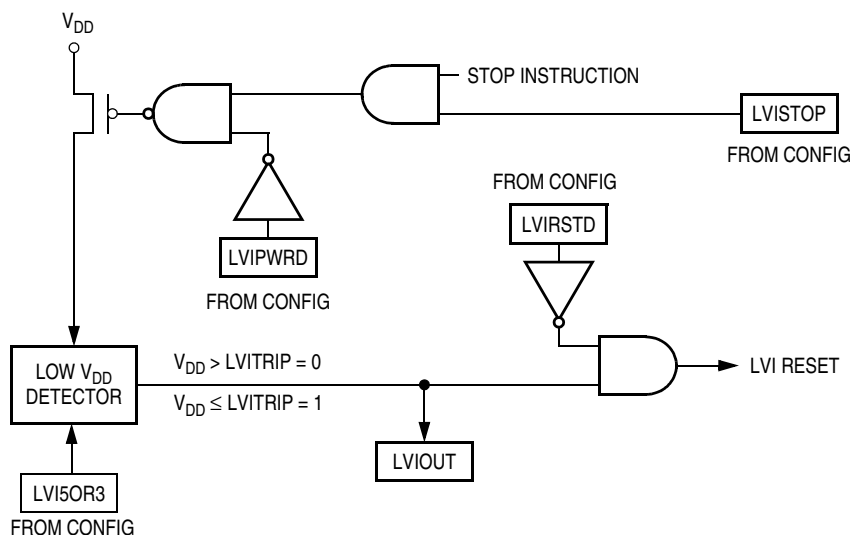 VDD
STOP INSTRUCTION
LVISTOP
FROM CONFIG
FROM CONFIG
LVIRSTD
LVIPWRD
FROM CONFIG
LOW VDD
DETECTOR
VDD > LVITRIP = 0
VDD ≤ LVITRIP = 1
LVI RESET
LVIOUT
LVI5OR3
FROM CONFIG